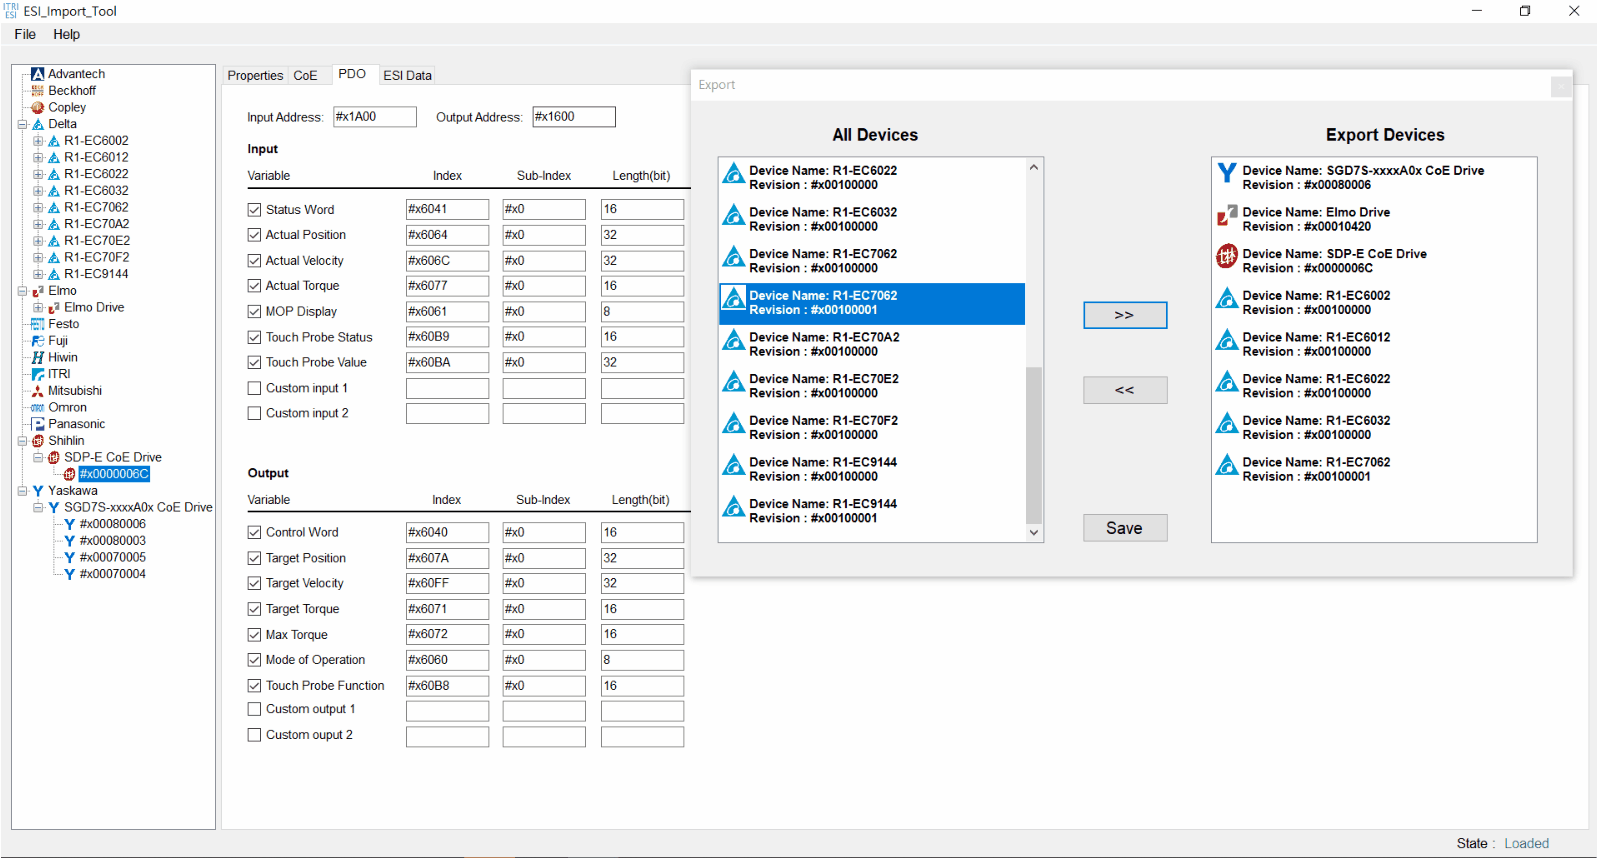 ITRI
ESI
ESI_Import_Tool
File Help
Advantech
Beckhoff
Copley
Delta
R1-EC6002
R1-EC6012
R1-EC6022
R1-EC6032
R1-EC7062
R1-EC70A2
R1-EC70E2
R1-EC70F2
R1-EC9144
Elmo
Elmo Drive
Festo
Fuji
Hiwin
ITRI
Mitsubishi
Omron
Panasonic
Shihlin
SDP-E CoE Drive
#x0000006C
Yaskawa
SGD7S-xxxxA0x CoE Drive
#x00080006
#x00080003
#x00070005
#x00070004
Properties CoE PDO ESI Data
Input Address: #x1A00 Output Address: #x1600
Input
Variable Index Sub-Index Length(bit)
Status Word #x6041 #x0 16
Actual Position #x6064 #x0 32
Actual Velocity #x606C #x0 32
Actual Torque #x6077 #x0 16
MOP Display #x6061 #x0 8
Touch Probe Status #x60B9 #x0 16
Touch Probe Value #x60BA #x0 32
Custom input 1
Custom input 2
Output
Variable Index Sub-Index Length(bit)
Control Word #x6040 #x0 16
Target Position #x607A #x0 32
Target Velocity #x60FF #x0 32
Target Torque #x6071 #x0 16
Max Torque #x6072 #x0 16
Mode of Operation #x6060 #x0 8
Touch Probe Function #x60B8 #x0 16
Custom output 1
Custom ouput 2
Export
All Devices
Device Name: R1-EC6022
Revision : #x00100000
Device Name: R1-EC6032
Revision : #x00100000
Device Name: R1-EC7062
Revision : #x00100000
Device Name: R1-EC7062
Revision : #x00100001
Device Name: R1-EC70A2
Revision : #x00100000
Device Name: R1-EC70E2
Revision : #x00100000
Device Name: R1-EC70F2
Revision : #x00100000
Device Name: R1-EC9144
Revision : #x00100000
Device Name: R1-EC9144
Revision : #x00100001
>>
<<
Save
Export Devices
Device Name: SGD7S-xxxxA0x CoE Drive
Revision : #x00080006
Device Name: Elmo Drive
Revision : #x00010420
Device Name: SDP-E CoE Drive
Revision : #x0000006C
Device Name: R1-EC6002
Revision : #x00100000
Device Name: R1-EC6012
Revision : #x00100000
Device Name: R1-EC6022
Revision : #x00100000
Device Name: R1-EC6032
Revision : #x00100000
Device Name: R1-EC7062
Revision : #x00100001
State : Loaded